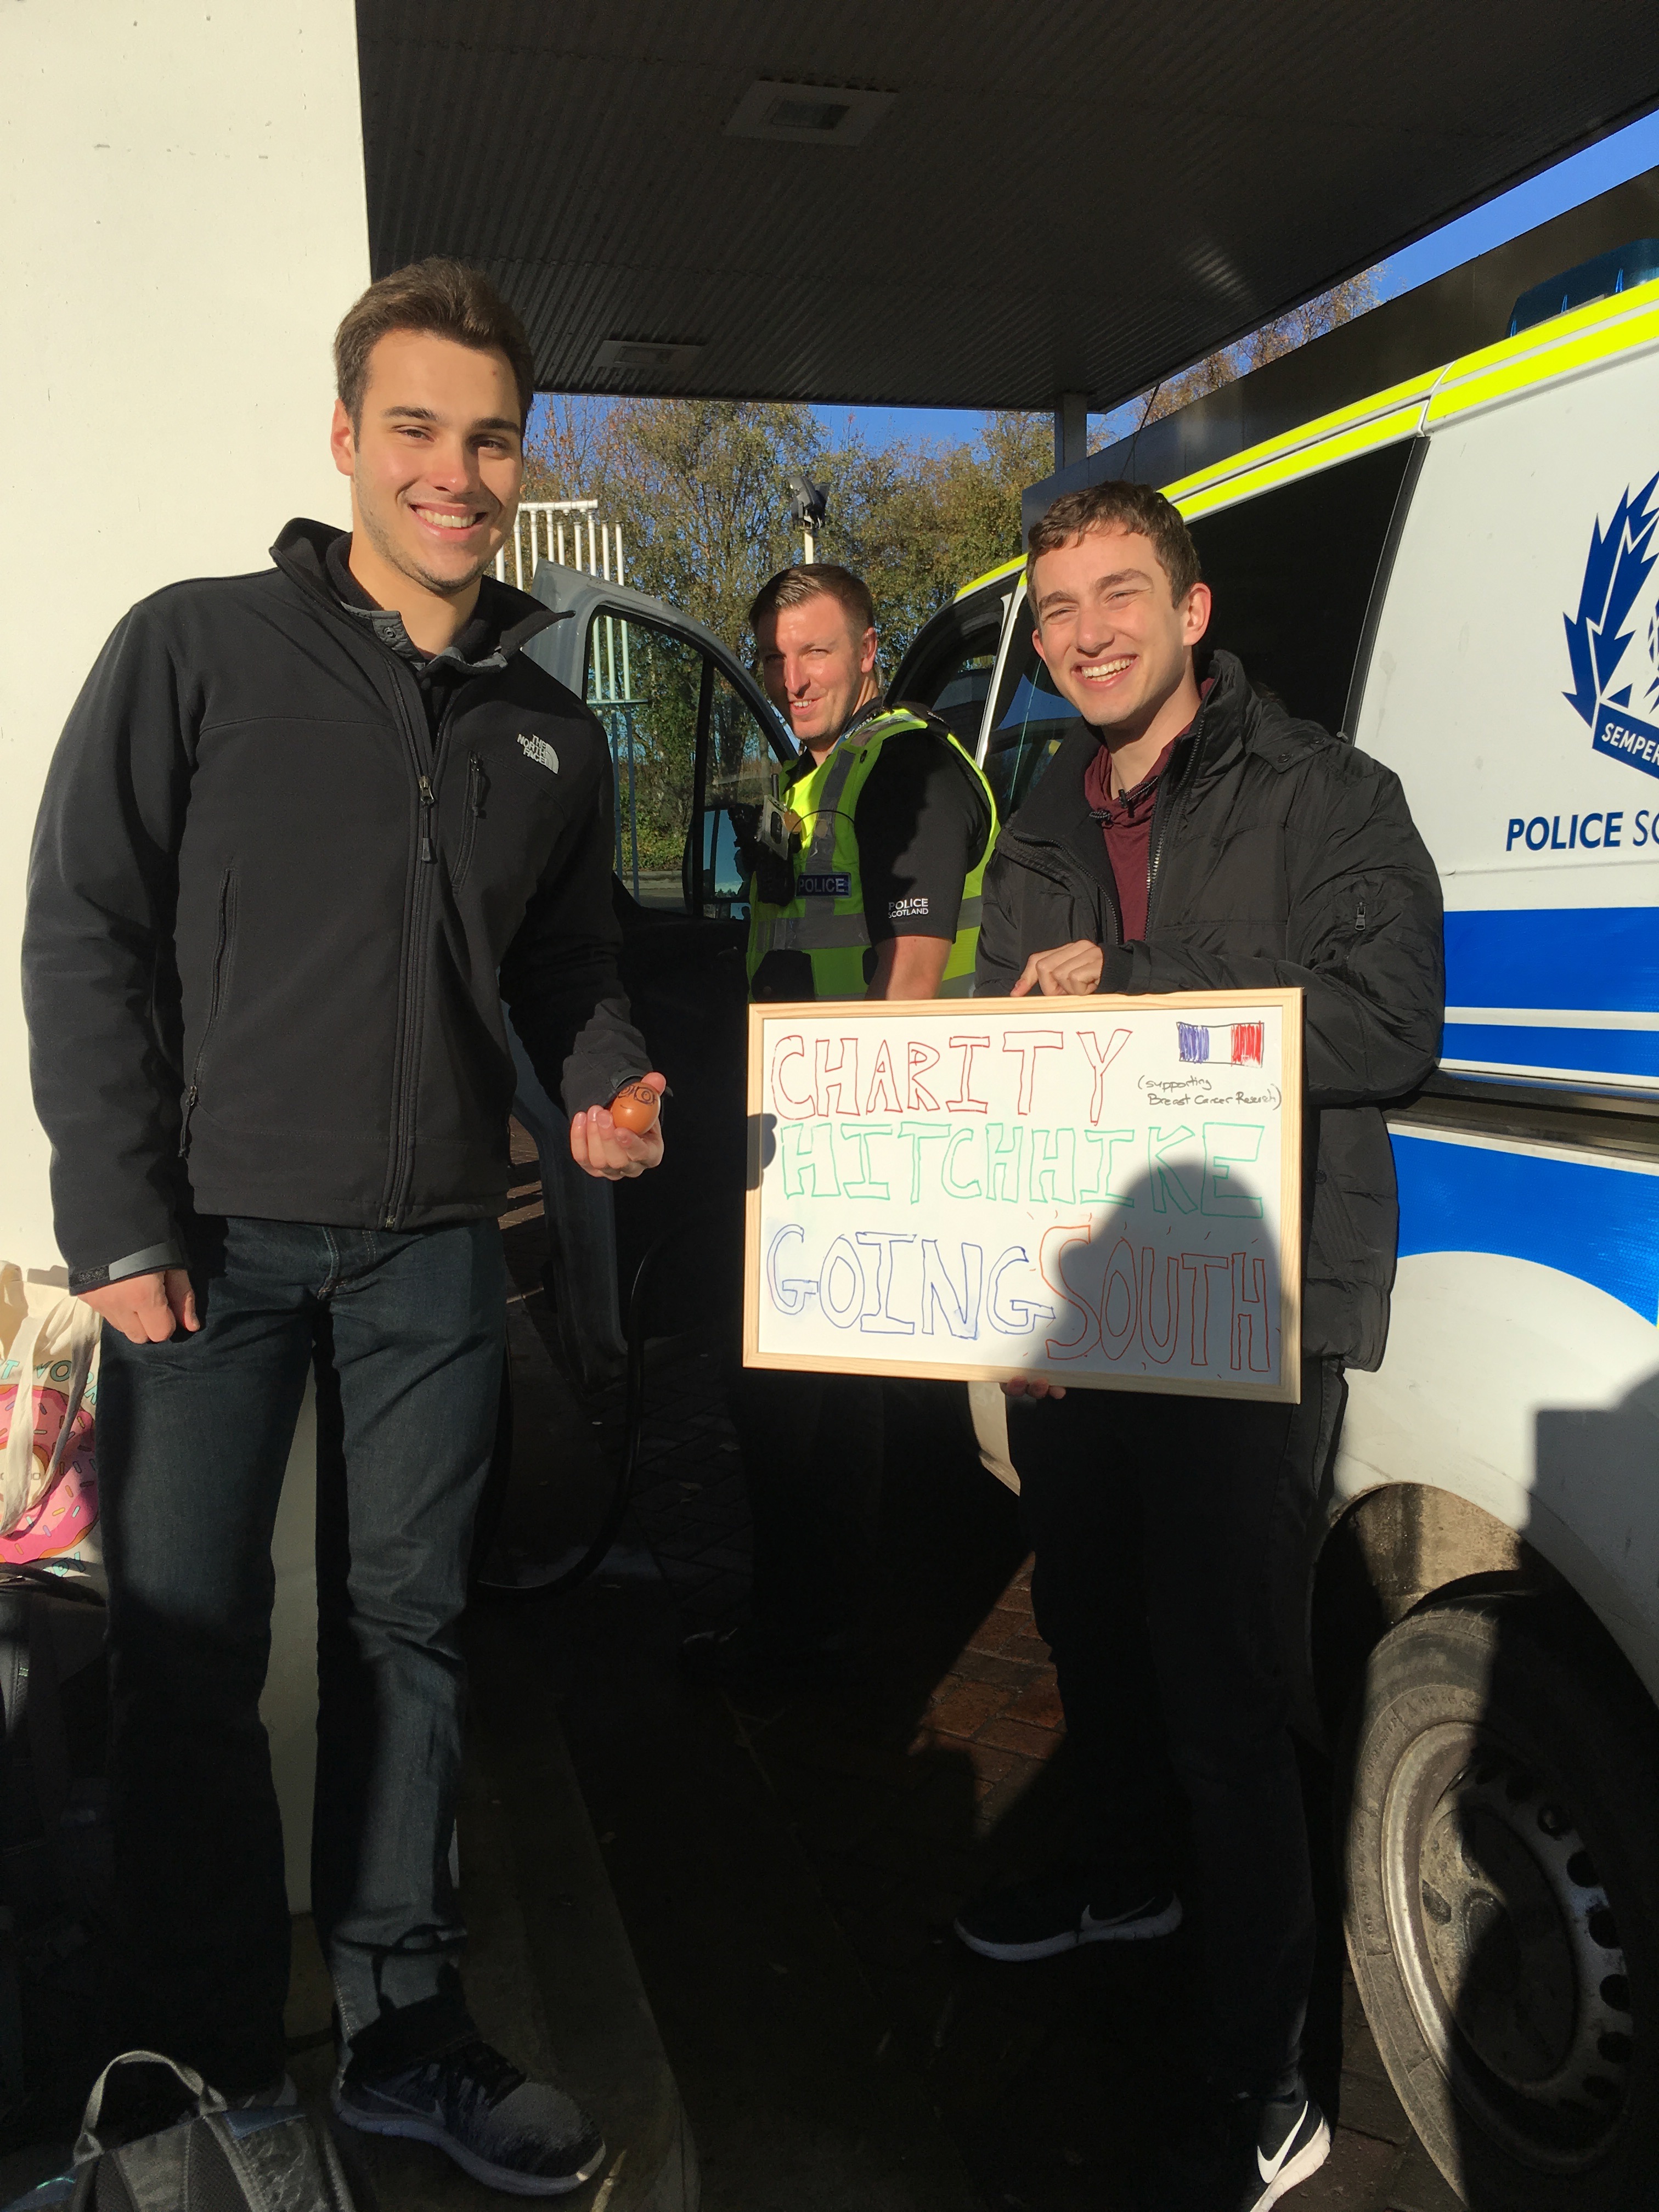 THE
NORTH
FACE
POLICE
POLICE
SCOTLAND
SEMPER
POLICE SC
CHARITY
(supporting
Breast Cancer Research)
HITCHHIKE
GOING SOUTH